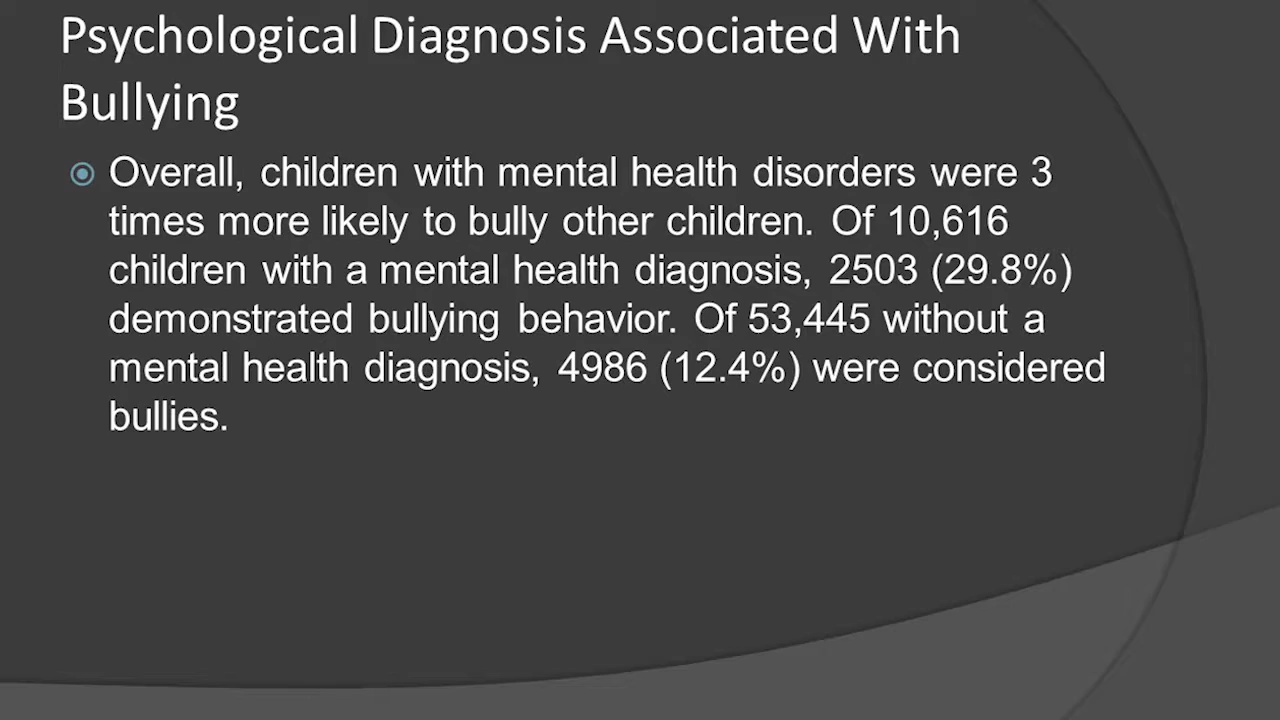 Psychological Diagnosis Associated With
Bullying
Overall, children with mental health disorders were 3
times more likely to bully other children. Of 10,616
children with a mental health diagnosis, 2503 (29.8%)
demonstrated bullying behavior. Of 53,445 without a
mental health diagnosis, 4986 (12.4%) were considered
bullies.